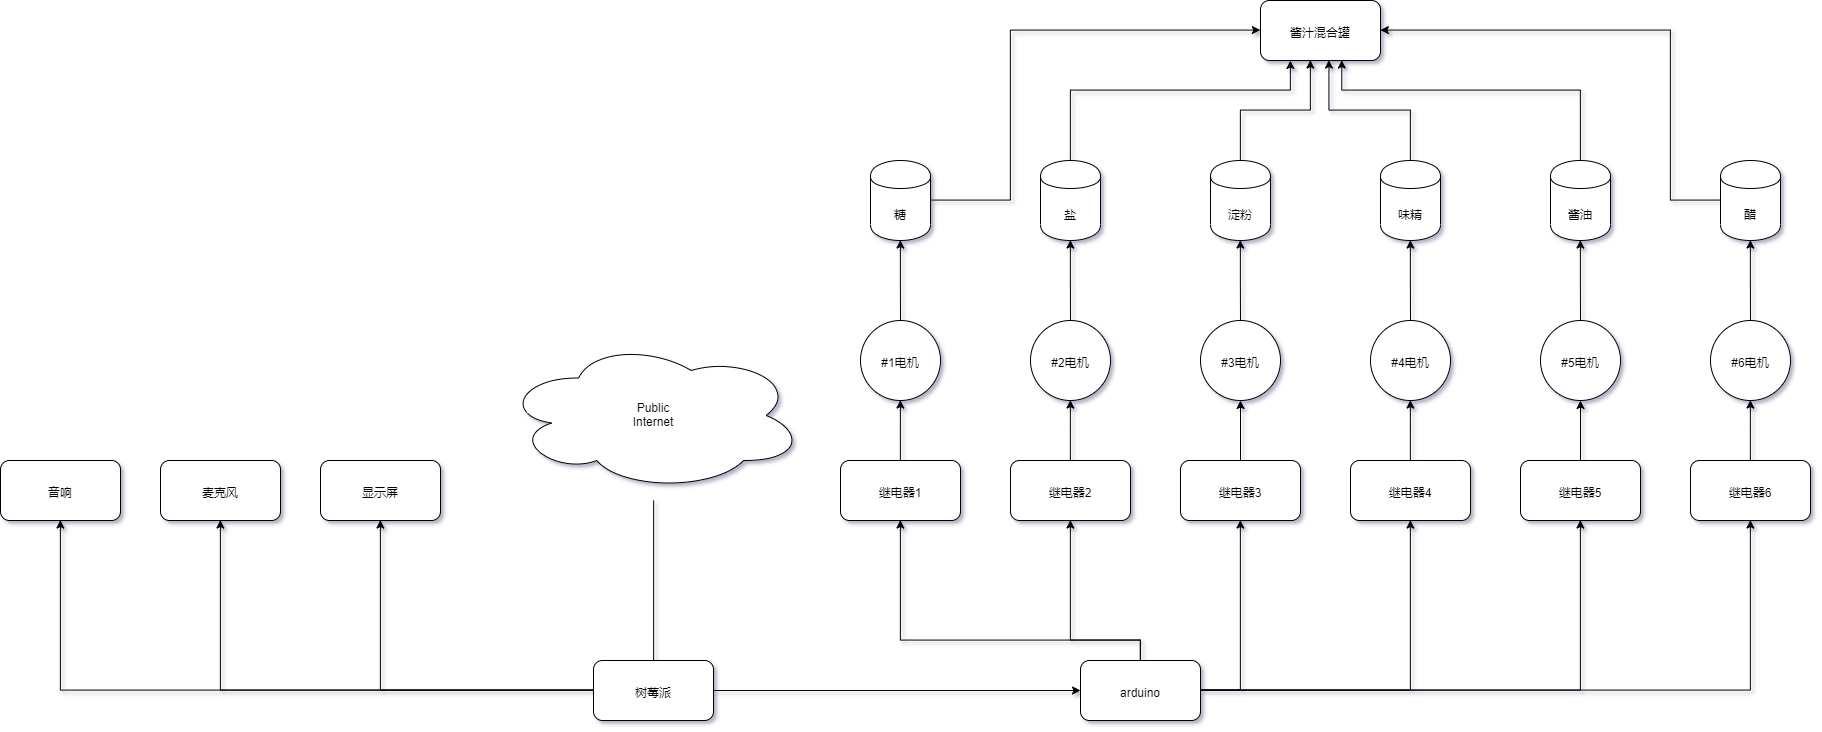 酱汁混合罐
糖
盐
淀粉
味精
酱油
醋
#1电机
#2电机
#3电机
#4电机
#5电机
#6电机
Public
Internet
音响
麦克风
显示屏
继电器1
继电器2
继电器3
继电器4
继电器5
继电器6
树莓派
arduino